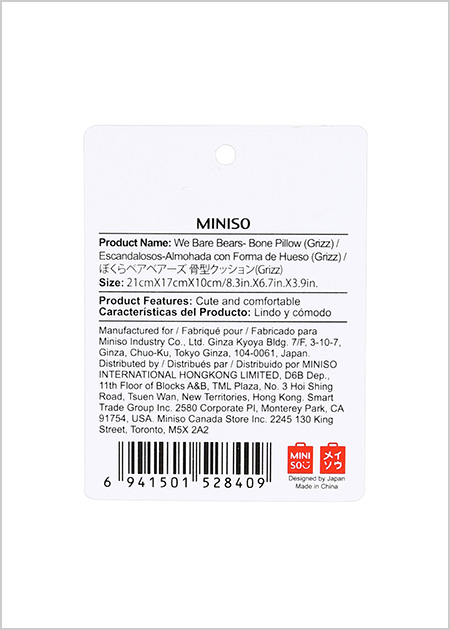 MINISO
Product Name: We Bare Bears- Bone Pillow (Grizz) /
Escandalosos-Almohada con Forma de Hueso (Grizz) /
ぼくらベアベアーズ 骨型クッション(Grizz)
Size: 21cmX17cmX10cm/8.3in.X6.7in.X3.9in.
Product Features: Cute and comfortable
Características del Producto: Lindo y cómodo
Manufactured for / Fabriqué pour / Fabricado para
Miniso Industry Co., Ltd. Ginza Kyoya Bldg. 7/F, 3-10-7,
Ginza, Chuo-Ku, Tokyo Ginza, 104-0061, Japan.
Distributed by / Distribués par / Distribuido por MINISO
INTERNATIONAL HONGKONG LIMITED, D6B Dep.,
11th Floor of Blocks A&B, TML Plaza, No. 3 Hoi Shing
Road, Tsuen Wan, New Territories, Hong Kong. Smart
Trade Group Inc. 2580 Corporate Pl, Monterey Park, CA
91754, USA. Miniso Canada Store Inc. 2245 130 King
Street, Toronto, M5X 2A2
6 941501 528409
MINI
SO
メイ
ソウ
Designed by Japan
Made in China